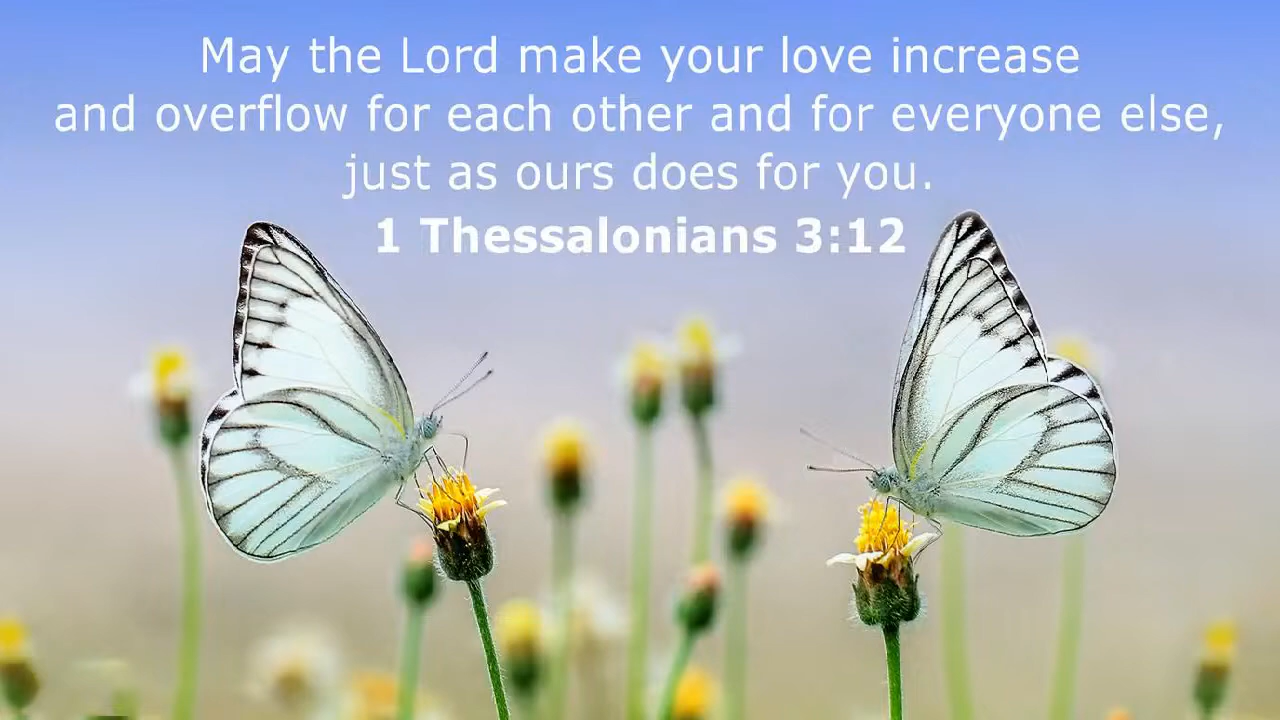 May the Lord make your love increase
and overflow for each other and for everyone else,
just as ours does for you.
1 Thessalonians 3:12